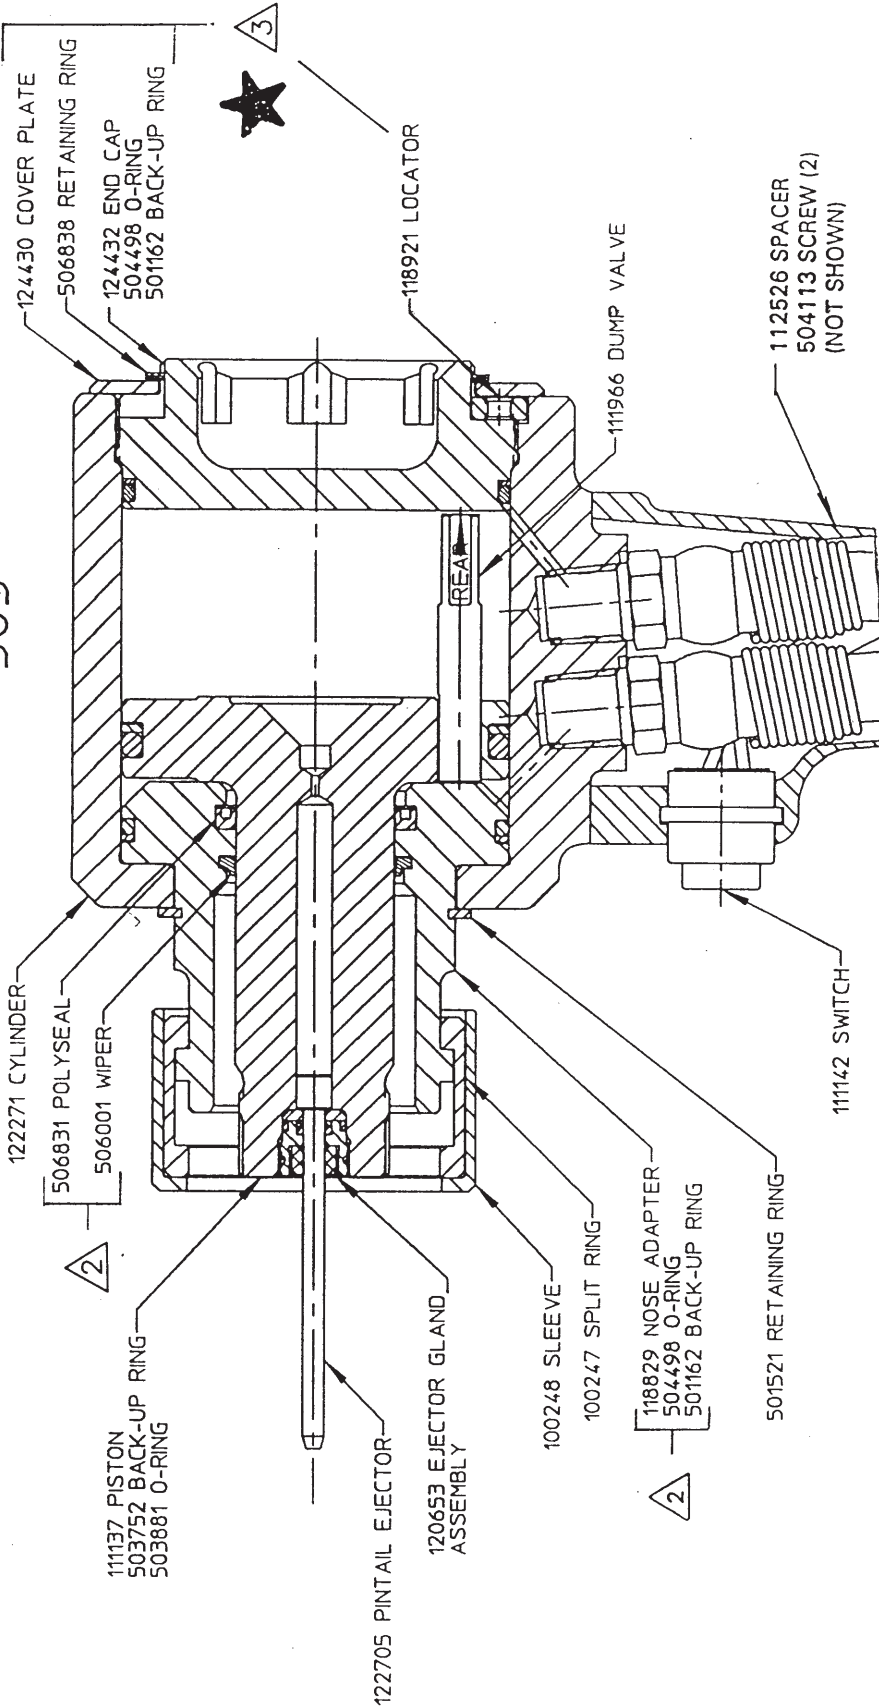 124430 COVER PLATE
506838 RETAINING RING
124432 END CAP
504498 O-RING
501162 BACK-UP RING
3
118921 LOCATOR
111966 DUMP VALVE
112526 SPACER
504113 SCREW (2)
(NOT SHOWN)
REAR
122271 CYLINDER
506831 POLYSEAL
506001 WIPER
2
111137 PISTON
503752 BACK-UP RING
503881 O-RING
122705 PINTAIL EJECTOR
120653 EJECTOR GLAND
ASSEMBLY
100248 SLEEVE
100247 SPLIT RING
118829 NOSE ADAPTER
504498 O-RING
501162 BACK-UP RING
2
501521 RETAINING RING
111142 SWITCH